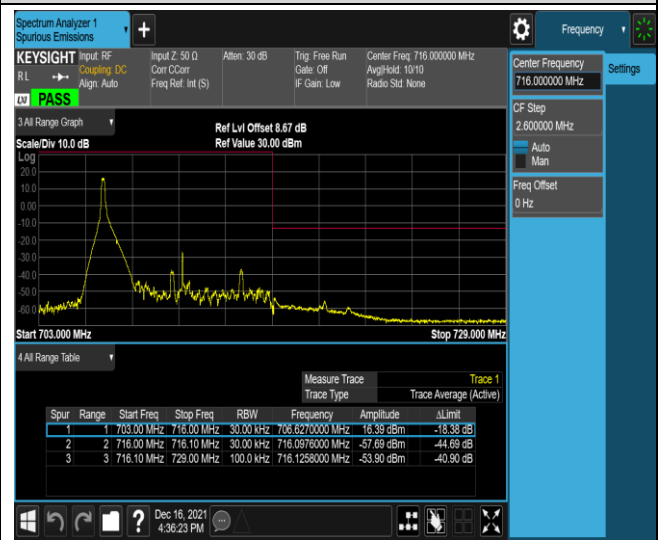 Spectrum Analyzer 1
Spurious Emissions
Frequency
KEYSIGHT
RL
Input: RF
Coupling: DC
Align: Auto
Input Z: 50 Ω
Corr CCorr
Freq Ref: Int (S)
Atten: 30 dB
Trig: Free Run
Gate: Off
IF Gain: Low
Center Freq: 716.000000 MHz
Avg|Hold: 10/10
Radio Std: None
LXI PASS
Center Frequency
716.000000 MHz
Settings
CF Step
2.600000 MHz
Auto
Man
Freq Offset
0 Hz
3 All Range Graph
Scale/Div 10.0 dB
Ref Lvl Offset 8.67 dB
Ref Value 30.00 dBm
Log
20.0
10.0
0.00
-10.0
-20.0
-30.0
-40.0
-50.0
-60.0
Start 703.000 MHz Stop 729.000 MHz
4 All Range Table
Measure Trace Trace 1
Trace Type Trace Average (Active)
Spur Range Start Freq Stop Freq RBW Frequency Amplitude ΔLimit
1 1 703.00 MHz 716.00 MHz 30.00 kHz 706.6270000 MHz 16.39 dBm -18.38 dB
2 2 716.00 MHz 716.10 MHz 30.00 kHz 716.0976000 MHz -57.69 dBm -44.69 dB
3 3 716.10 MHz 729.00 MHz 100.0 kHz 716.1258000 MHz -53.90 dBm -40.90 dB
Dec 16, 2021
4:36:23 PM